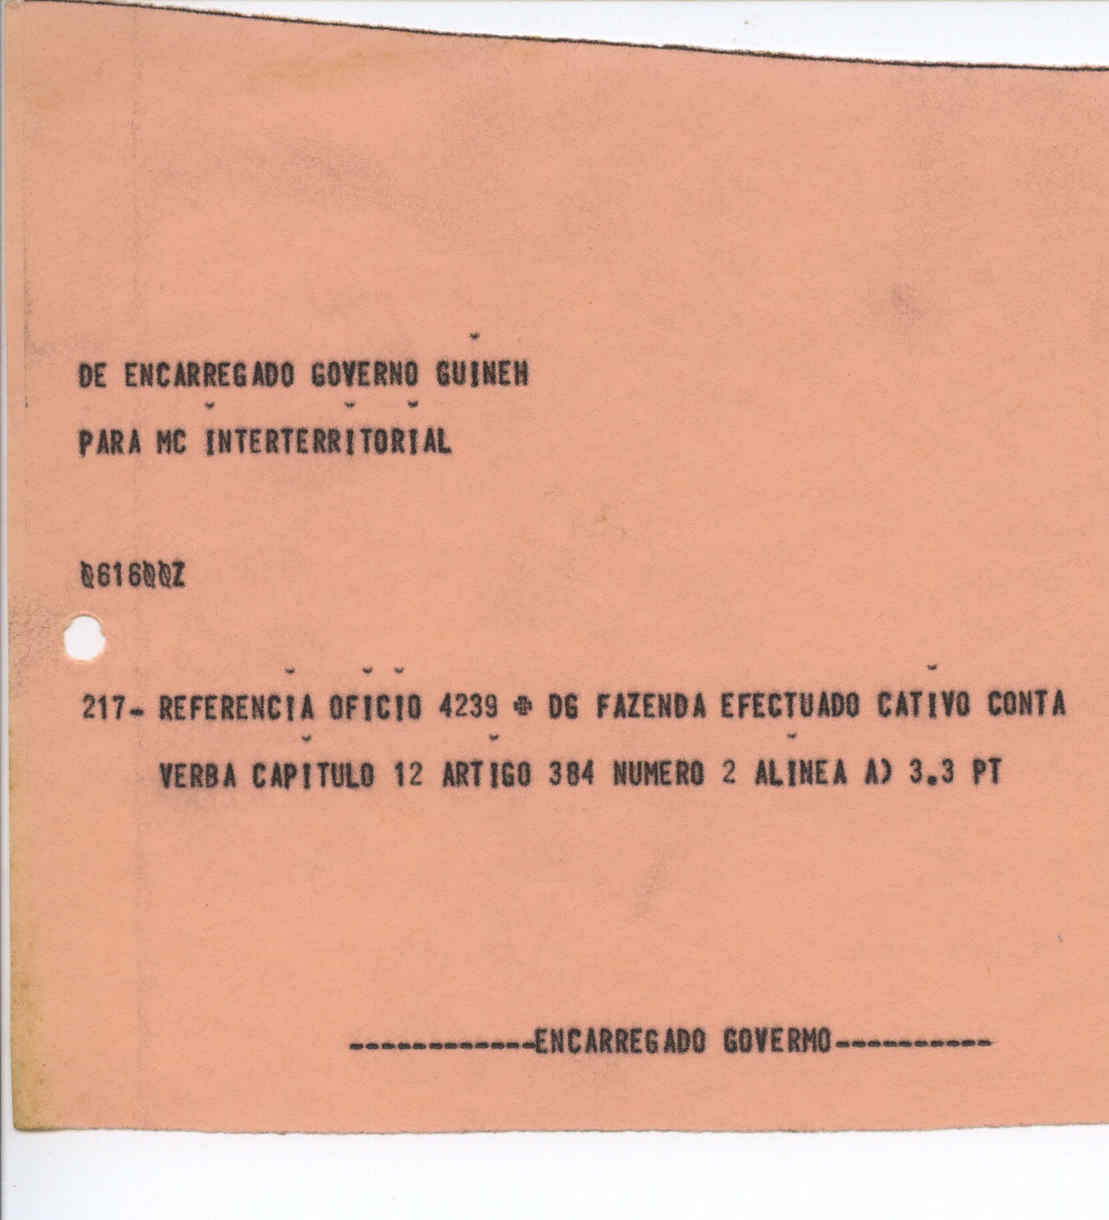 DE ENCARREGADO GOVERNO GUINEH
PARA MC INTERTERRITORIAL
061600Z
217- REFERENCIA OFICIO 4239 + DG FAZENDA EFECTUADO CATIVO CONTA
VERBA CAPITULO 12 ARTIGO 384 NUMERO 2 ALINEA A) 3.3 PT
------------ENCARREGADO GOVERMO----------